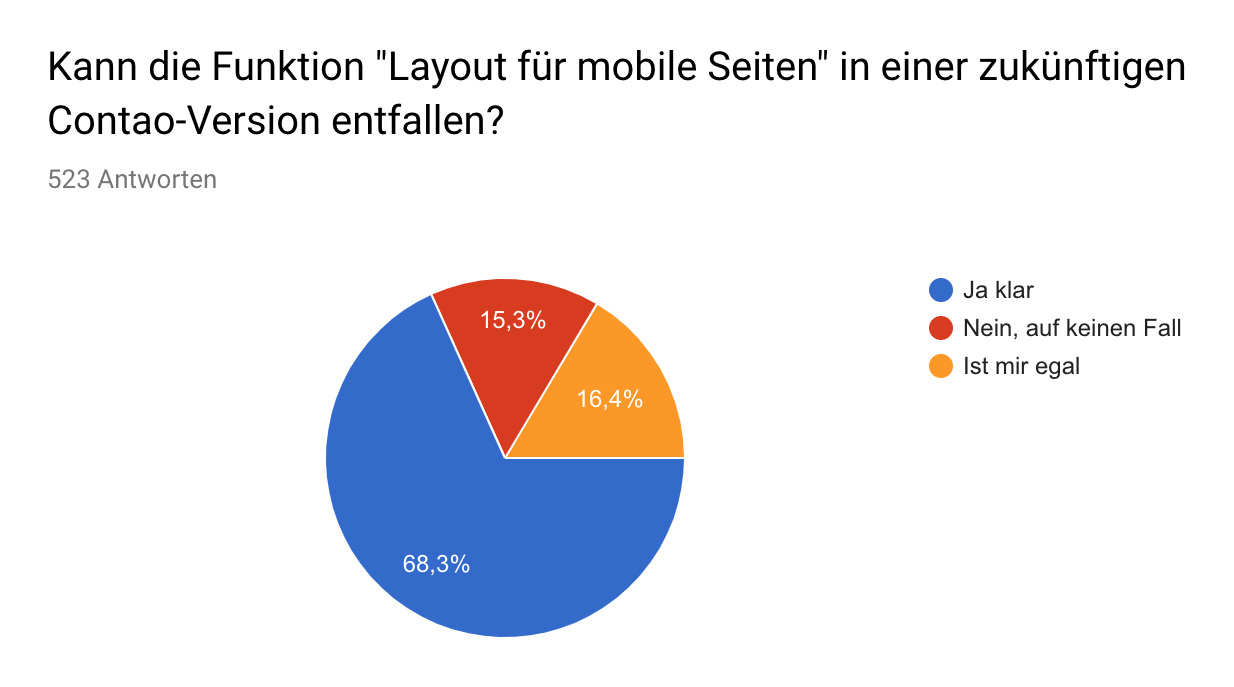 Kann die Funktion "Layout für mobile Seiten" in einer zukünftigen
Contao-Version entfallen?
523 Antworten
Ja klar
Nein, auf keinen Fall
Ist mir egal
15,3%
16,4%
68,3%